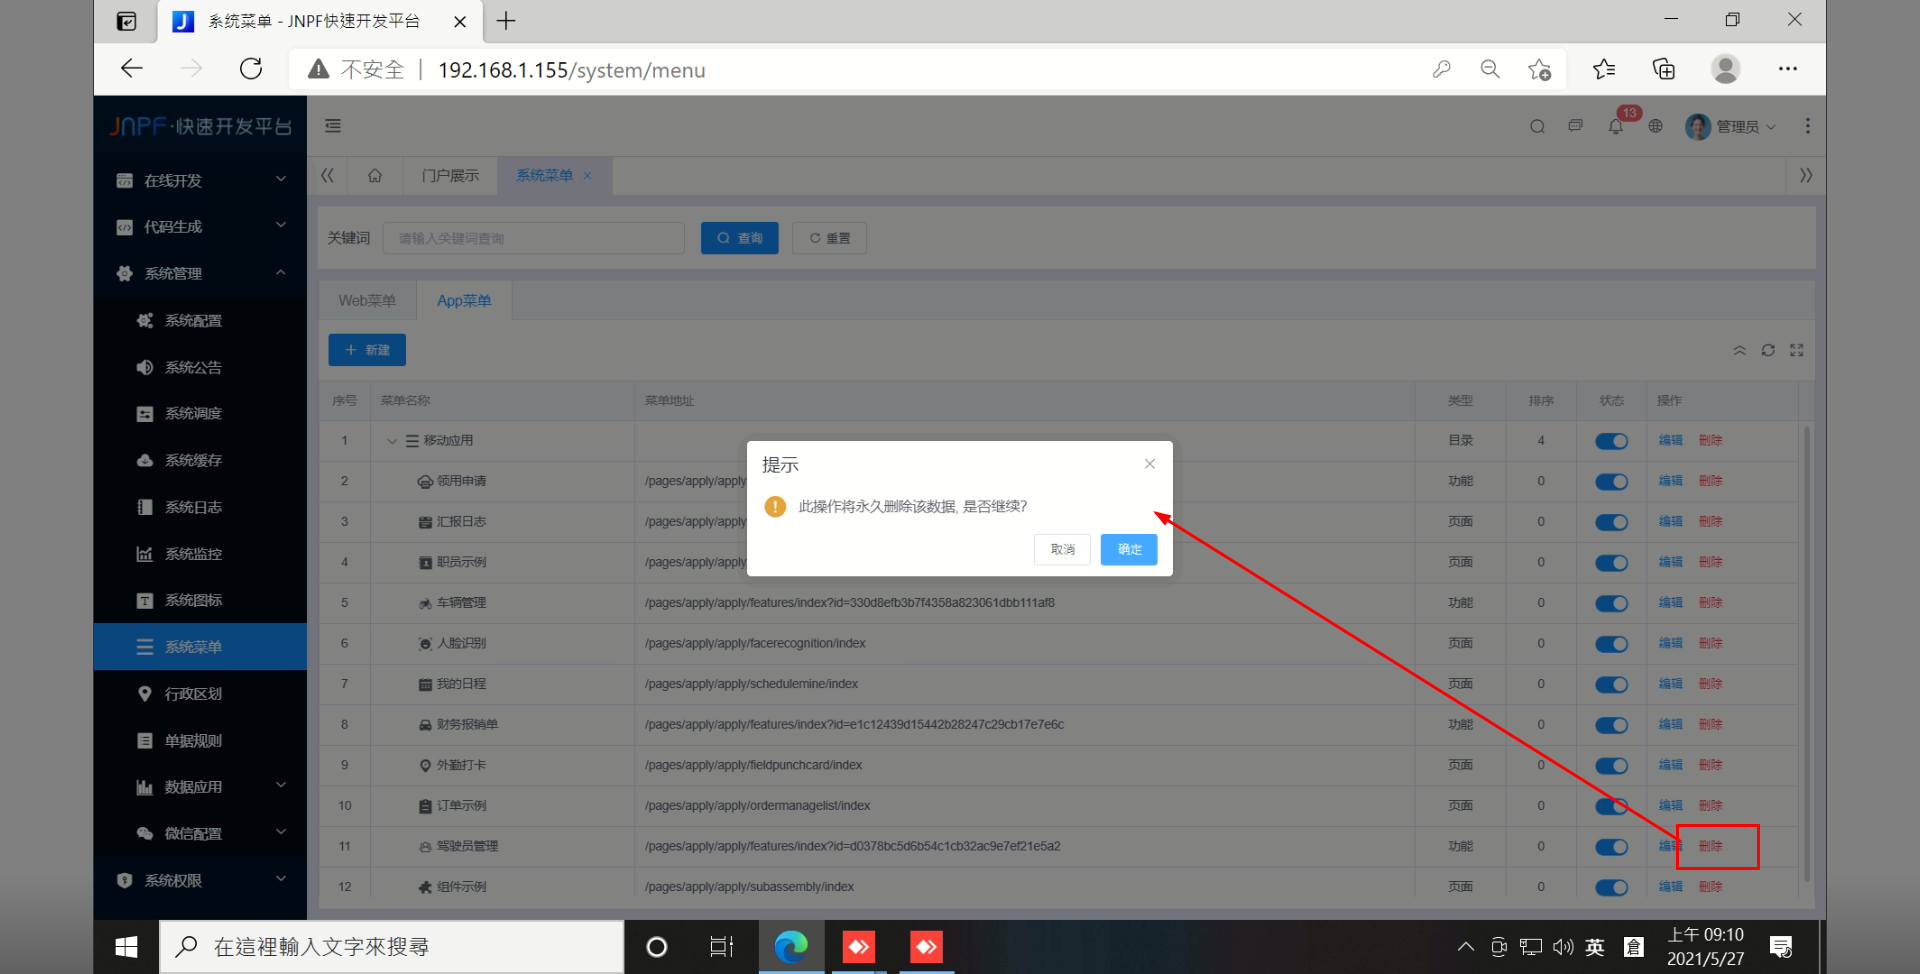 系统菜单 - JNPF快速开发平台
不安全 | 192.168.1.155/system/menu
JNPF·快速开发平台
13
管理员
门户展示
系统菜单
在线开发
代码生成
系统管理
系统配置
系统公告
系统调度
系统缓存
系统日志
系统监控
系统图标
系统菜单
行政区划
单据规则
数据应用
微信配置
系统权限
关键词
请输入关键词查询
查询
重置
Web菜单
App菜单
新建
序号 菜单名称 菜单地址 类型 排序 状态 操作
1 移动应用 目录 4 编辑 删除
2 领用申请 /pages/apply/apply 功能 0 编辑 删除
3 汇报日志 /pages/apply/apply 页面 0 编辑 删除
4 职员示例 /pages/apply/apply 页面 0 编辑 删除
5 车辆管理 /pages/apply/apply/features/index?id=330d8efb3b7f4358a823061dbb111af8 功能 0 编辑 删除
6 人脸识别 /pages/apply/apply/facerecognition/index 页面 0 编辑 删除
7 我的日程 /pages/apply/apply/schedulemine/index 页面 0 编辑 删除
8 财务报销单 /pages/apply/apply/features/index?id=e1c12439d15442b28247c29cb17e7e6c 功能 0 编辑 删除
9 外勤打卡 /pages/apply/apply/fieldpunchcard/index 页面 0 编辑 删除
10 订单示例 /pages/apply/apply/ordermanagelist/index 页面 0 编辑 删除
11 驾驶员管理 /pages/apply/apply/features/index?id=d0378bc5d6b54c1cb32ac9e7ef21e5a2 功能 0 编辑 删除
12 组件示例 /pages/apply/apply/subassembly/index 页面 0 编辑 删除
提示
此操作将永久删除该数据, 是否继续?
取消
确定
在這裡輸入文字來搜尋
英
倉
上午 09:10
2021/5/27